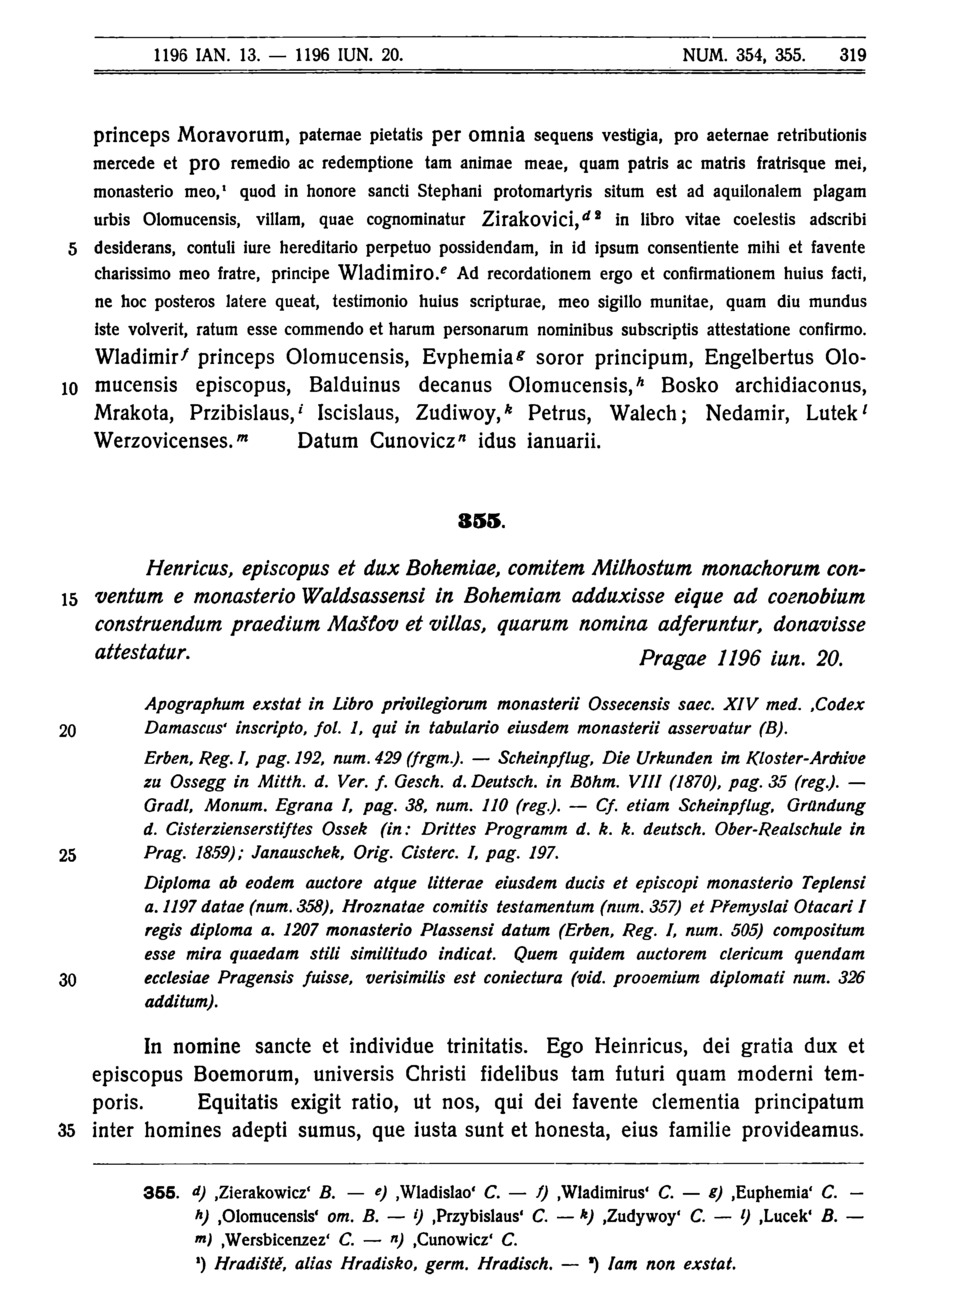 1196 IAN. 13. — 1196 IUN. 20. NUM. 354, 355. 319
princeps Moravorum, paternae pietatis per omnia sequens vestigia, pro aeternae retributionis
mercede et pro remedio ac redemptione tam animae meae, quam patris ac matris fratrisque mei,
monasterio meo,¹ quod in honore sancti Stephani protomartyris situm est ad aquilonalem plagam
urbis Olomucensis, villam, quae cognominatur Zirakovici,ᵈ ² in libro vitae coelestis adscribi
5 desiderans, contuli iure hereditario perpetuo possidendam, in id ipsum consentiente mihi et favente
charissimo meo fratre, principe Wladimiro.ᵉ Ad recordationem ergo et confirmationem huius facti,
ne hoc posteros latere queat, testimonio huius scripturae, meo sigillo munitae, quam diu mundus
iste volverit, ratum esse commendo et harum personarum nominibus subscriptis attestatione confirmo.
Wladimirᶠ princeps Olomucensis, Evphemiaᵍ soror principum, Engelbertus Olo-
10 mucensis episcopus, Balduinus decanus Olomucensis,ʰ Bosko archidiaconus,
Mrakota, Przibislaus,ⁱ Iscislaus, Zudiwoy,ᵏ Petrus, Walech; Nedamir, Lutekˡ
Werzovicenses.ᵐ Datum Cunoviczⁿ idus ianuarii.
355.
Henricus, episcopus et dux Bohemiae, comitem Milhostum monachorum con-
15 ventum e monasterio Waldsassensi in Bohemiam adduxisse eique ad coenobium
construendum praedium Mašťov et villas, quarum nomina adferuntur, donavisse
attestatur. Pragae 1196 iun. 20.
Apographum exstat in Libro privilegiorum monasterii Ossecensis saec. XIV med. ‚Codex
20 Damascus‘ inscripto, fol. 1, qui in tabulario eiusdem monasterii asservatur (B).
Erben, Reg. I, pag. 192, num. 429 (frgm.). — Scheinpflug, Die Urkunden im Kloster-Archive
zu Ossegg in Mitth. d. Ver. f. Gesch. d. Deutsch. in Böhm. VIII (1870), pag. 35 (reg.). —
Gradl, Monum. Egrana I, pag. 38, num. 110 (reg.). — Cf. etiam Scheinpflug, Gründung
d. Cisterzienserstiftes Ossek (in: Drittes Programm d. k. k. deutsch. Ober-Realschule in
25 Prag. 1859); Janauschek, Orig. Cisterc. I, pag. 197.
Diploma ab eodem auctore atque litterae eiusdem ducis et episcopi monasterio Teplensi
a. 1197 datae (num. 358), Hroznatae comitis testamentum (num. 357) et Přemyslai Otacari I
regis diploma a. 1207 monasterio Plassensi datum (Erben, Reg. I, num. 505) compositum
esse mira quaedam stili similitudo indicat. Quem quidem auctorem clericum quendam
30 ecclesiae Pragensis fuisse, verisimilis est coniectura (vid. prooemium diplomati num. 326
additum).
In nomine sancte et individue trinitatis. Ego Heinricus, dei gratia dux et
episcopus Boemorum, universis Christi fidelibus tam futuri quam moderni tem-
poris. Equitatis exigit ratio, ut nos, qui dei favente clementia principatum
35 inter homines adepti sumus, que iusta sunt et honesta, eius familie provideamus.
355. d) ‚Zierakowicz‘ B. — e) ‚Wladislao‘ C. — f) ‚Wladimirus‘ C. — g) ‚Euphemia‘ C. —
h) ‚Olomucensis‘ om. B. — i) ‚Przybislaus‘ C. — k) ‚Zudywoy‘ C. — l) ‚Lucek‘ B. —
m) ‚Wersbicenzez‘ C. — n) ‚Cunowicz‘ C.
¹) Hradiště, alias Hradisko, germ. Hradisch. — ²) Iam non exstat.